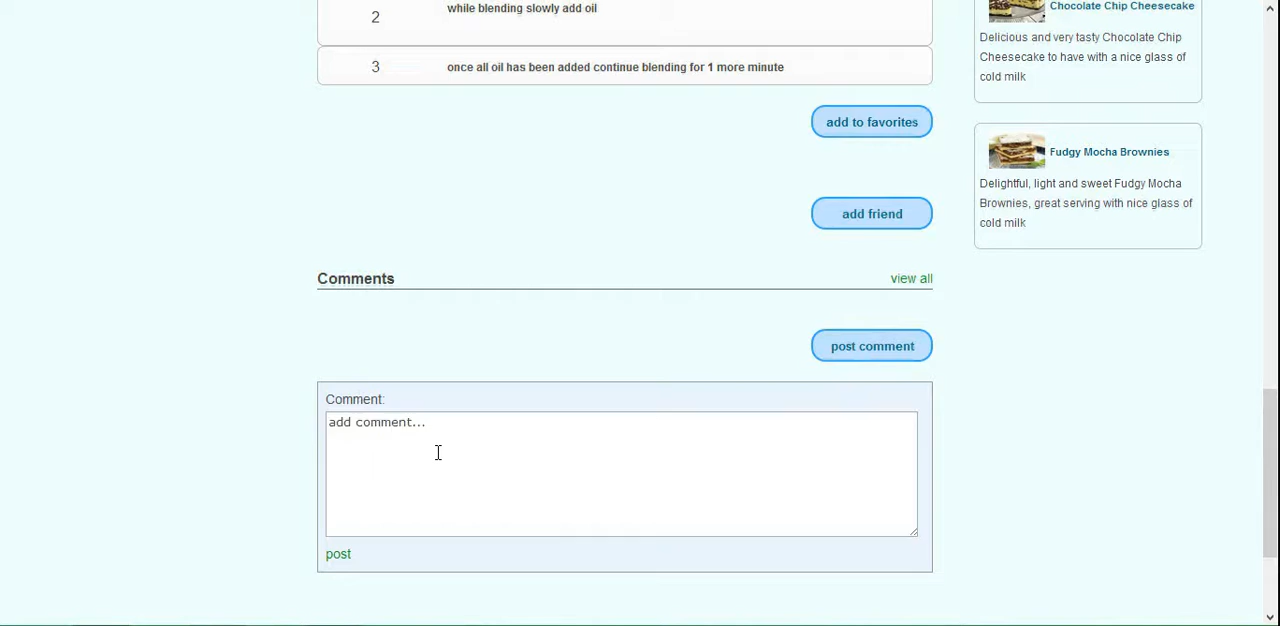 2
while blending slowly add oil
3
once all oil has been added continue blending for 1 more minute
add to favorites
add friend
Comments
view all
post comment
Comment:
add comment...
post
Chocolate Chip Cheesecake
Delicious and very tasty Chocolate Chip
Cheesecake to have with a nice glass of
cold milk
Fudgy Mocha Brownies
Delightful, light and sweet Fudgy Mocha
Brownies, great serving with nice glass of
cold milk